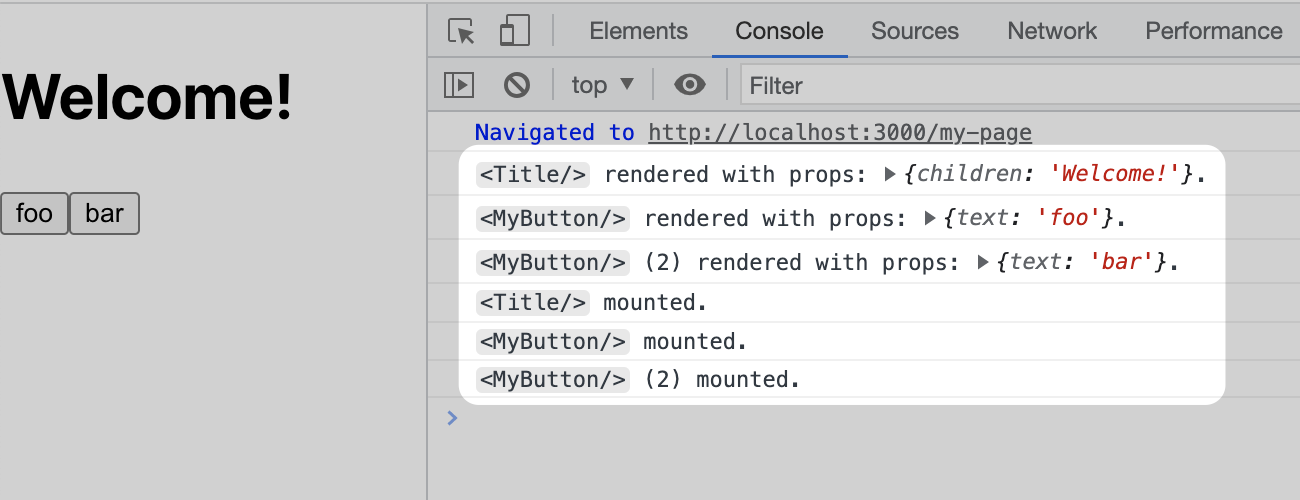 Welcome!
foo bar
Elements Console Sources Network Performance
top ▼ Filter
Navigated to http://localhost:3000/my-page
<Title/> rendered with props: ▶{children: 'Welcome!'}.
<MyButton/> rendered with props: ▶{text: 'foo'}.
<MyButton/> (2) rendered with props: ▶{text: 'bar'}.
<Title/> mounted.
<MyButton/> mounted.
<MyButton/> (2) mounted.
>